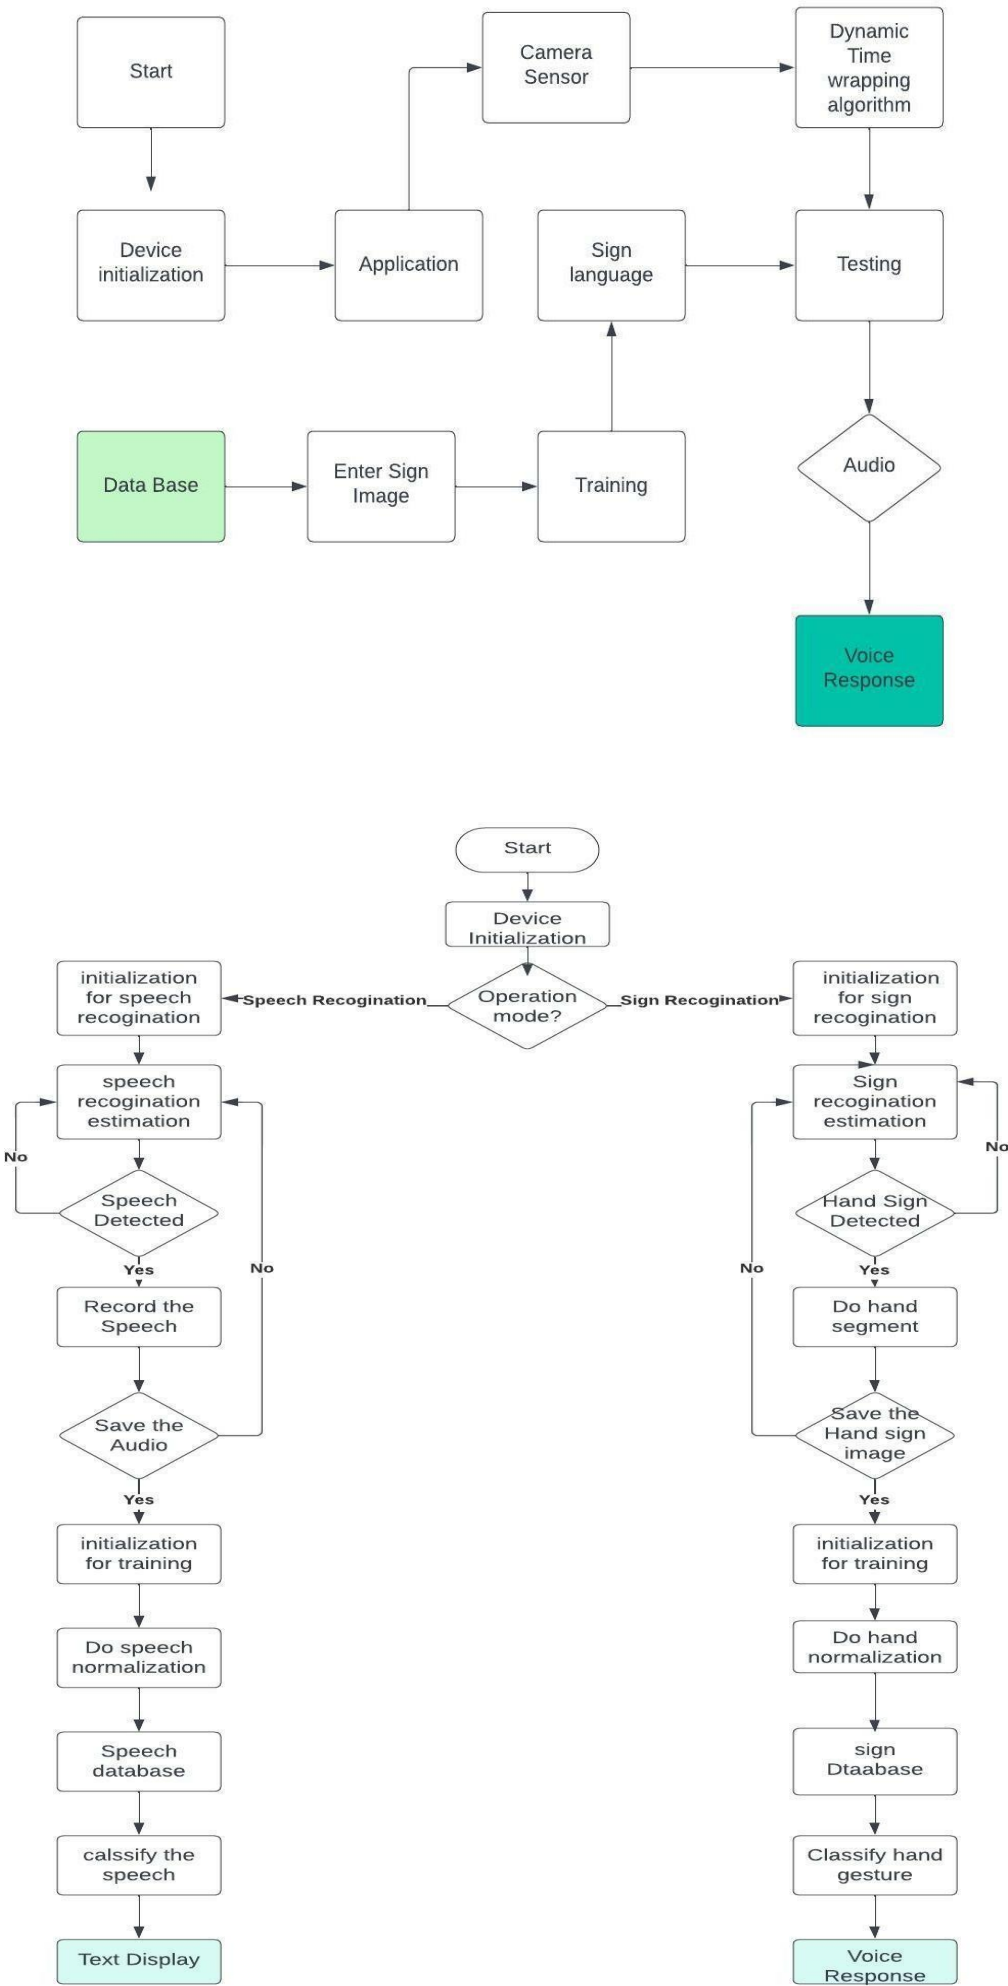 Start
Camera
Sensor
Dynamic
Time
wrapping
algorithm
Device
initialization
Application
Sign
language
Testing
Data Base
Enter Sign
Image
Training
Audio
Voice
Response
Start
Device
Initialization
Operation
mode?
Speech Recogination
Sign Recogination
initialization
for speech
recogination
speech
recogination
estimation
No
Speech
Detected
Yes
No
Record the
Speech
Save the
Audio
Yes
initialization
for training
Do speech
normalization
Speech
database
calssify the
speech
Text Display
initialization
for sign
recogination
Sign
recogination
estimation
No
Hand Sign
Detected
Yes
No
Do hand
segment
Save the
Hand sign
image
Yes
initialization
for training
Do hand
normalization
sign
Dtaabase
Classify hand
gesture
Voice
Response